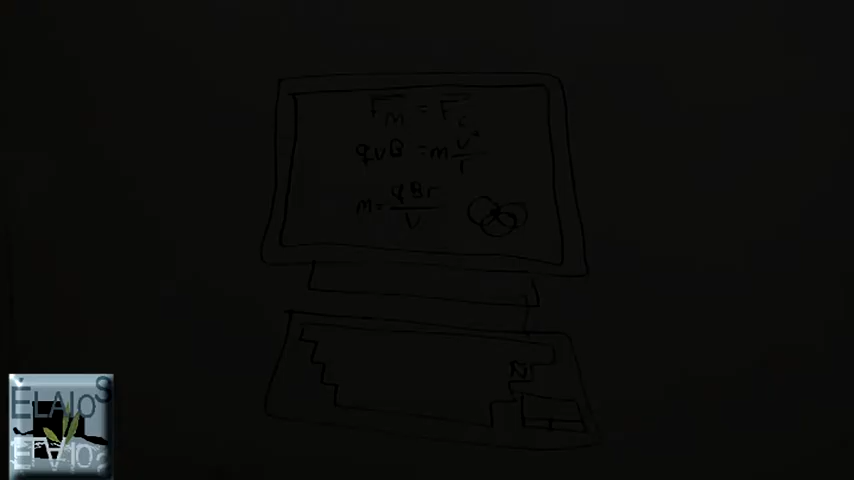 F_M = F_c
qvB = m v²/r
m = qBr/v
ÉLAIOS